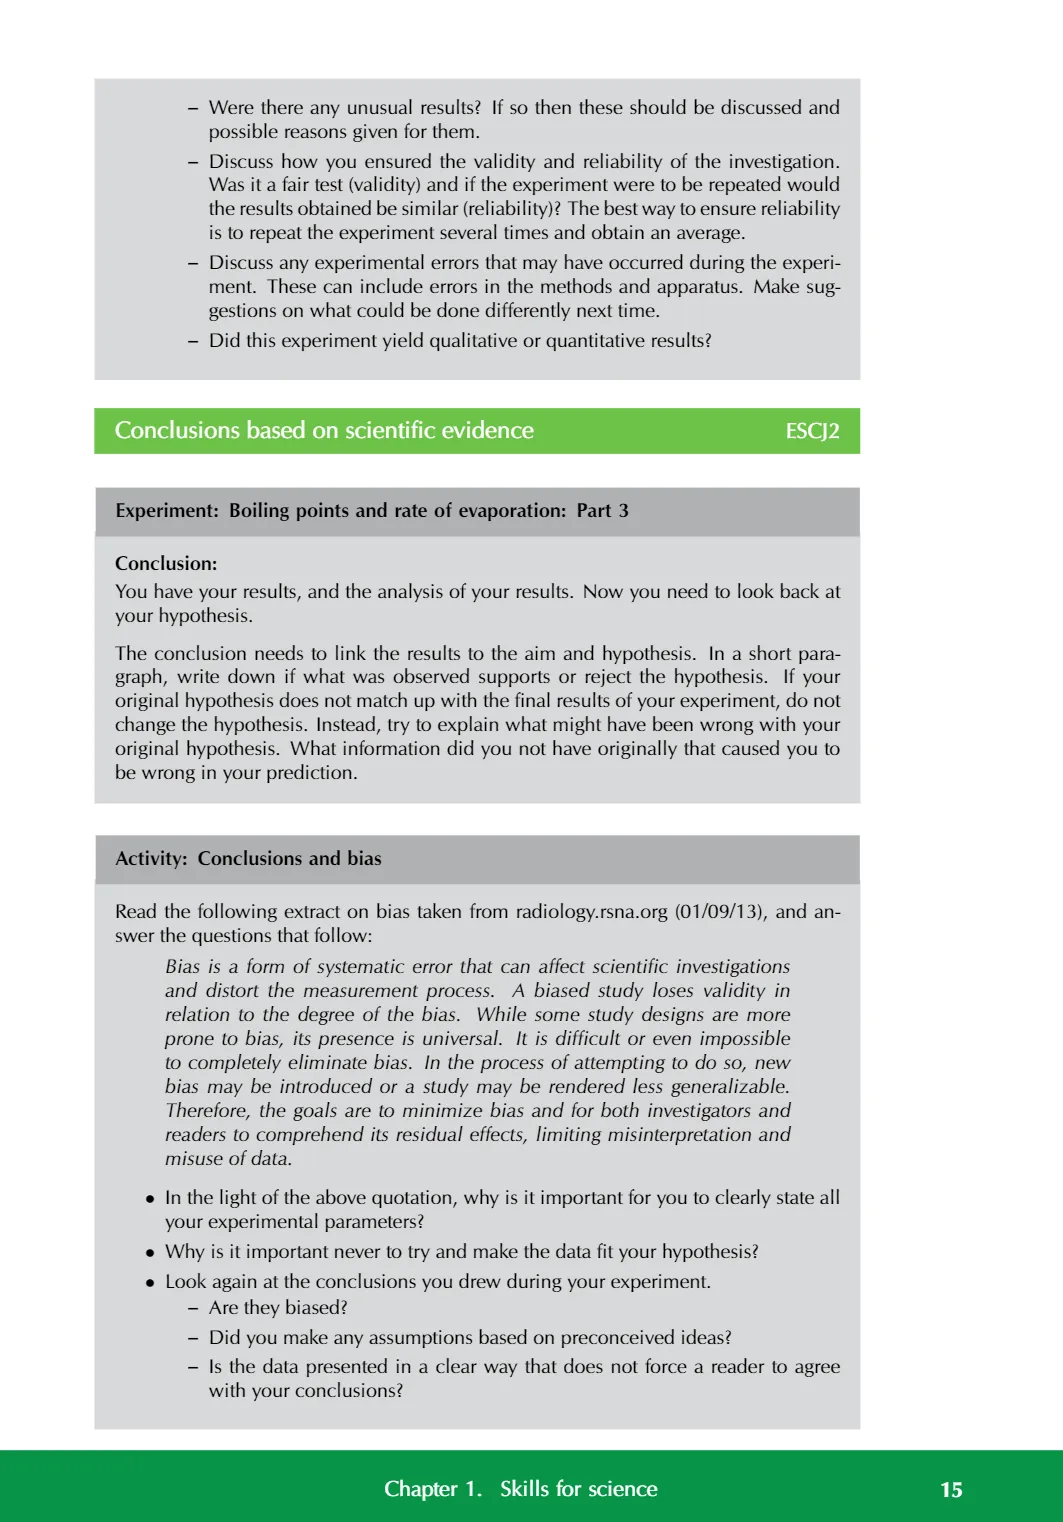 – Were there any unusual results? If so then these should be discussed and
possible reasons given for them.
– Discuss how you ensured the validity and reliability of the investigation.
Was it a fair test (validity) and if the experiment were to be repeated would
the results obtained be similar (reliability)? The best way to ensure reliability
is to repeat the experiment several times and obtain an average.
– Discuss any experimental errors that may have occurred during the experi-
ment. These can include errors in the methods and apparatus. Make sug-
gestions on what could be done differently next time.
– Did this experiment yield qualitative or quantitative results?
Conclusions based on scientific evidence ESCJ2
Experiment: Boiling points and rate of evaporation: Part 3
Conclusion:
You have your results, and the analysis of your results. Now you need to look back at
your hypothesis.
The conclusion needs to link the results to the aim and hypothesis. In a short para-
graph, write down if what was observed supports or reject the hypothesis. If your
original hypothesis does not match up with the final results of your experiment, do not
change the hypothesis. Instead, try to explain what might have been wrong with your
original hypothesis. What information did you not have originally that caused you to
be wrong in your prediction.
Activity: Conclusions and bias
Read the following extract on bias taken from radiology.rsna.org (01/09/13), and an-
swer the questions that follow:
Bias is a form of systematic error that can affect scientific investigations
and distort the measurement process. A biased study loses validity in
relation to the degree of the bias. While some study designs are more
prone to bias, its presence is universal. It is difficult or even impossible
to completely eliminate bias. In the process of attempting to do so, new
bias may be introduced or a study may be rendered less generalizable.
Therefore, the goals are to minimize bias and for both investigators and
readers to comprehend its residual effects, limiting misinterpretation and
misuse of data.
• In the light of the above quotation, why is it important for you to clearly state all
your experimental parameters?
• Why is it important never to try and make the data fit your hypothesis?
• Look again at the conclusions you drew during your experiment.
– Are they biased?
– Did you make any assumptions based on preconceived ideas?
– Is the data presented in a clear way that does not force a reader to agree
with your conclusions?
Chapter 1. Skills for science 15